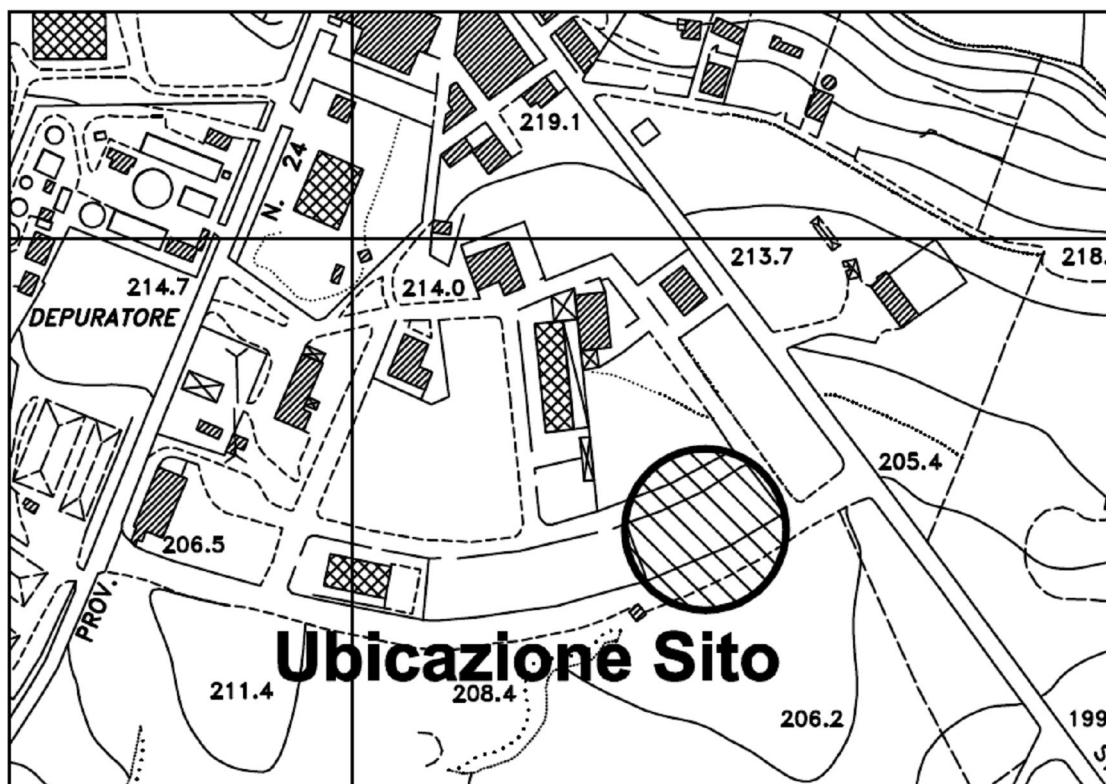 219.1
N. 24
213.7
218.
214.7
214.0
DEPURATORE
205.4
206.5
PROV.
Ubicazione Sito
211.4
208.4
206.2
199
S